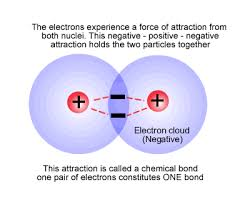 The electrons experience a force of attraction from
both nuclei. This negative - positive - negative
attraction holds the two particles together
+
+
Electron cloud
(Negative)
This attraction is called a chemical bond
one pair of electrons constitutes ONE bond